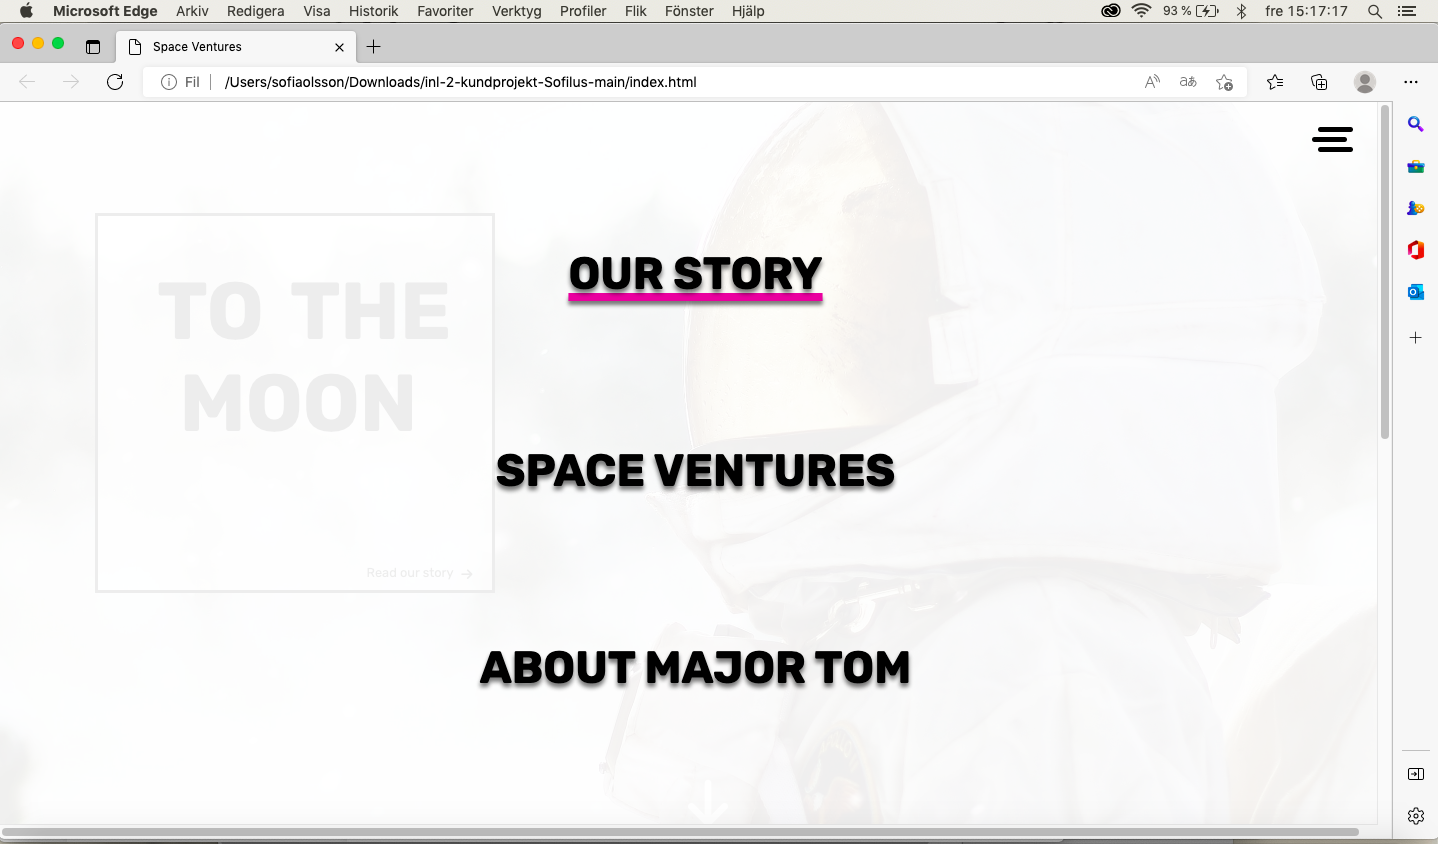 Microsoft Edge Arkiv Redigera Visa Historik Favoriter Verktyg Profiler Flik Fönster Hjälp 93 % fre 15:17:17
Space Ventures
Fil /Users/sofiaolsson/Downloads/inl-2-kundprojekt-Sofilus-main/index.html
OUR STORY
TO THE
MOON
SPACE VENTURES
Read our story →
ABOUT MAJOR TOM